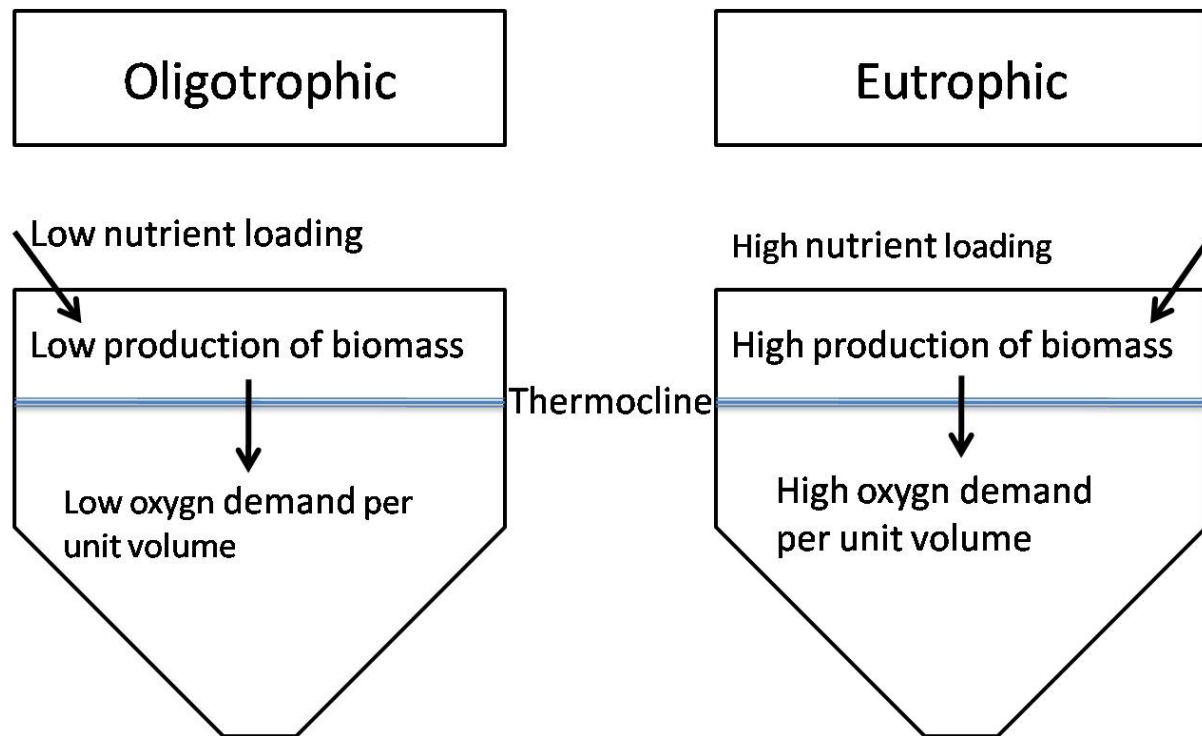 Oligotrophic
Eutrophic
Low nutrient loading
High nutrient loading
Low production of biomass
High production of biomass
Thermocline
Low oxygn demand per
unit volume
High oxygn demand
per unit volume